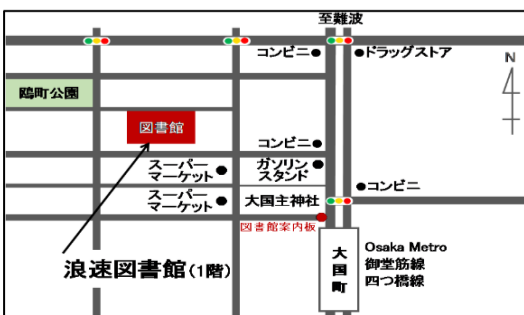 至難波
コンビニ
ドラッグストア
N
鴎町公園
図書館
コンビニ
スーパー
マーケット
ガソリン
スタンド
コンビニ
スーパー
マーケット
大国主神社
図書館案内板
浪速図書館(1階)
大国町
Osaka Metro
御堂筋線
四つ橋線